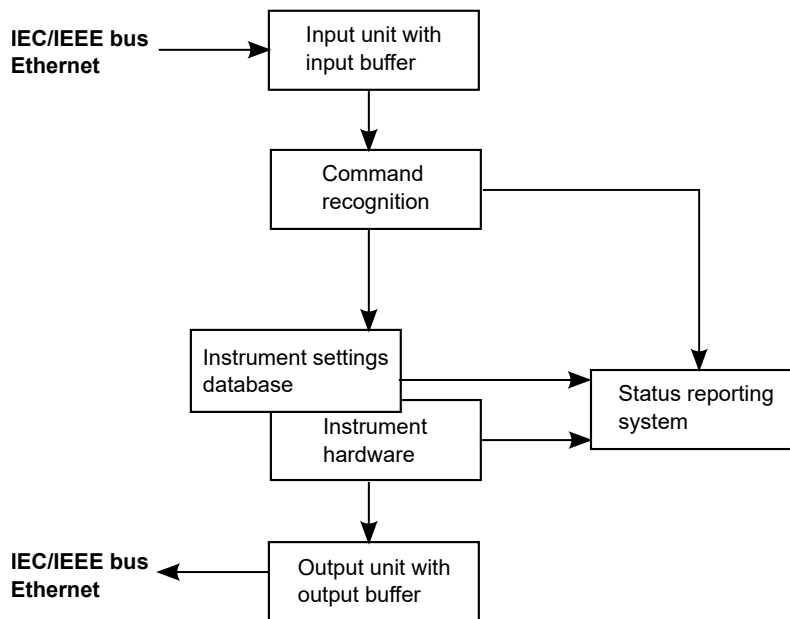 IEC/IEEE bus
Ethernet
Input unit with
input buffer
Command
recognition
Instrument settings
database
Status reporting
system
Instrument
hardware
IEC/IEEE bus
Ethernet
Output unit with
output buffer